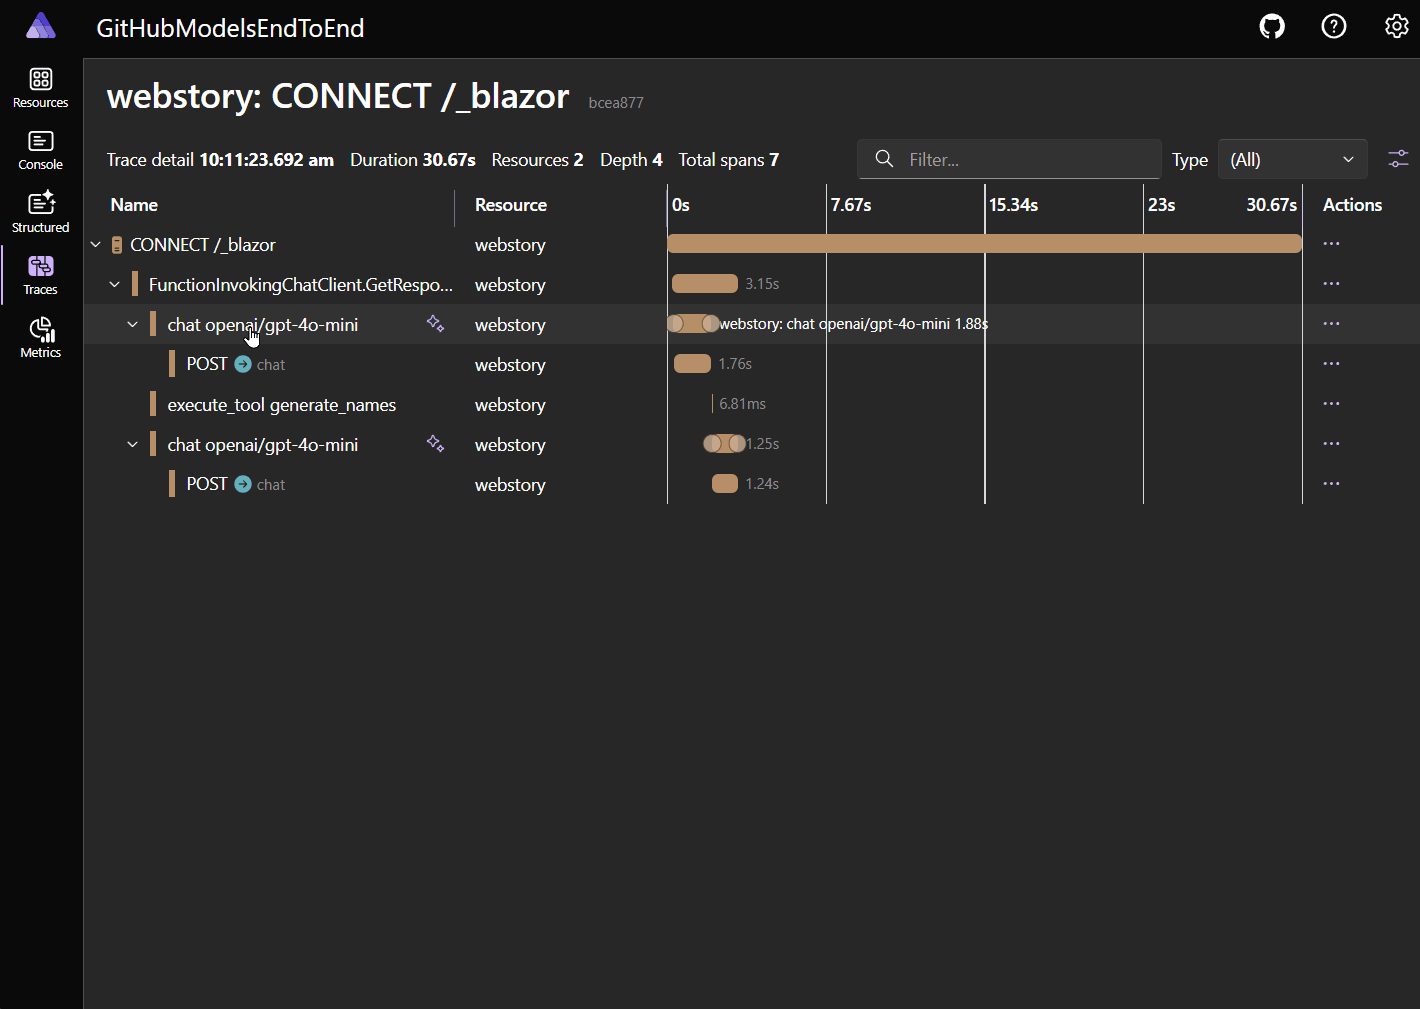 GitHubModelsEndToEnd
Resources
Console
Structured
Traces
Metrics
webstory: CONNECT /_blazor bcea877
Trace detail 10:11:23.692 am Duration 30.67s Resources 2 Depth 4 Total spans 7 Filter... Type (All)
Name Resource 0s 7.67s 15.34s 23s 30.67s Actions
CONNECT /_blazor webstory ...
FunctionInvokingChatClient.GetRespo... webstory 3.15s ...
chat openai/gpt-4o-mini webstory webstory: chat openai/gpt-4o-mini 1.88s ...
POST chat webstory 1.76s ...
execute_tool generate_names webstory 6.81ms ...
chat openai/gpt-4o-mini webstory 1.25s ...
POST chat webstory 1.24s ...